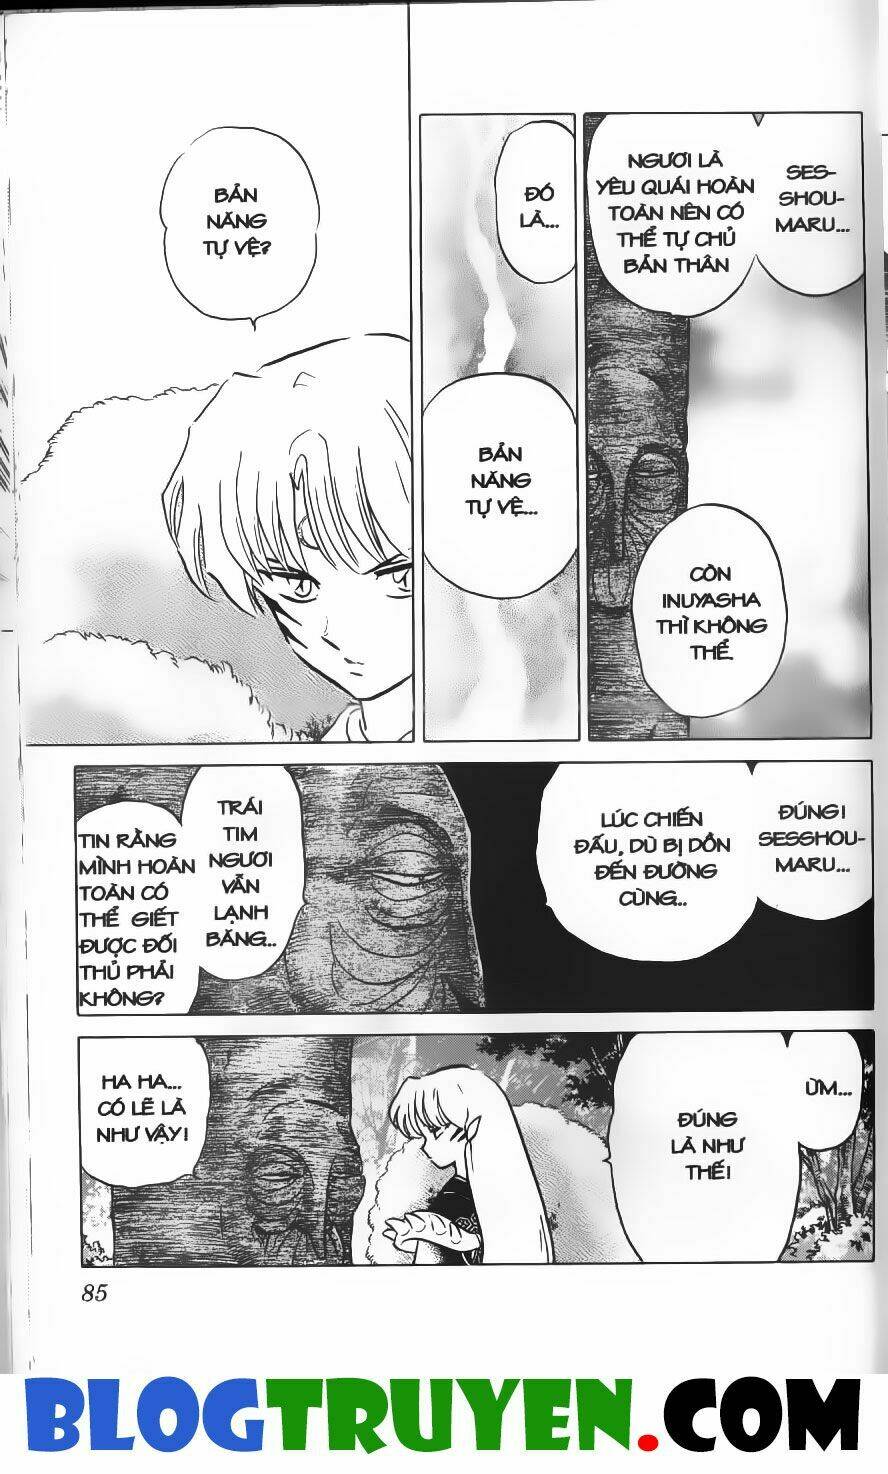 SES-
SHOU-
MARU...
NGƯƠI LÀ
YÊU QUÁI HOÀN
TOÀN NÊN CÓ
THỂ TỰ CHỦ
BẢN THÂN
CÒN
INUYASHA
THÌ KHÔNG
THỂ.
ĐÓ
LÀ...
BẢN
NĂNG
TỰ VỆ...
BẢN
NĂNG
TỰ VỆ?
ĐÚNG!
SESSHOU-
MARU...
LÚC CHIẾN
ĐẤU, DÙ BỊ DỒN
ĐẾN ĐƯỜNG
CÙNG...
TRÁI
TIM
NGƯƠI
VẪN
LẠNH
BĂNG...
TIN RẰNG
MÌNH HOÀN
TOÀN CÓ
THỂ GIẾT
ĐƯỢC ĐỐI
THỦ PHẢI
KHÔNG?
ỪM...
ĐÚNG
LÀ NHƯ
THẾ!
HA HA...
CÓ LẼ LÀ
NHƯ VẬY!
85
BLOGTRUYEN.COM